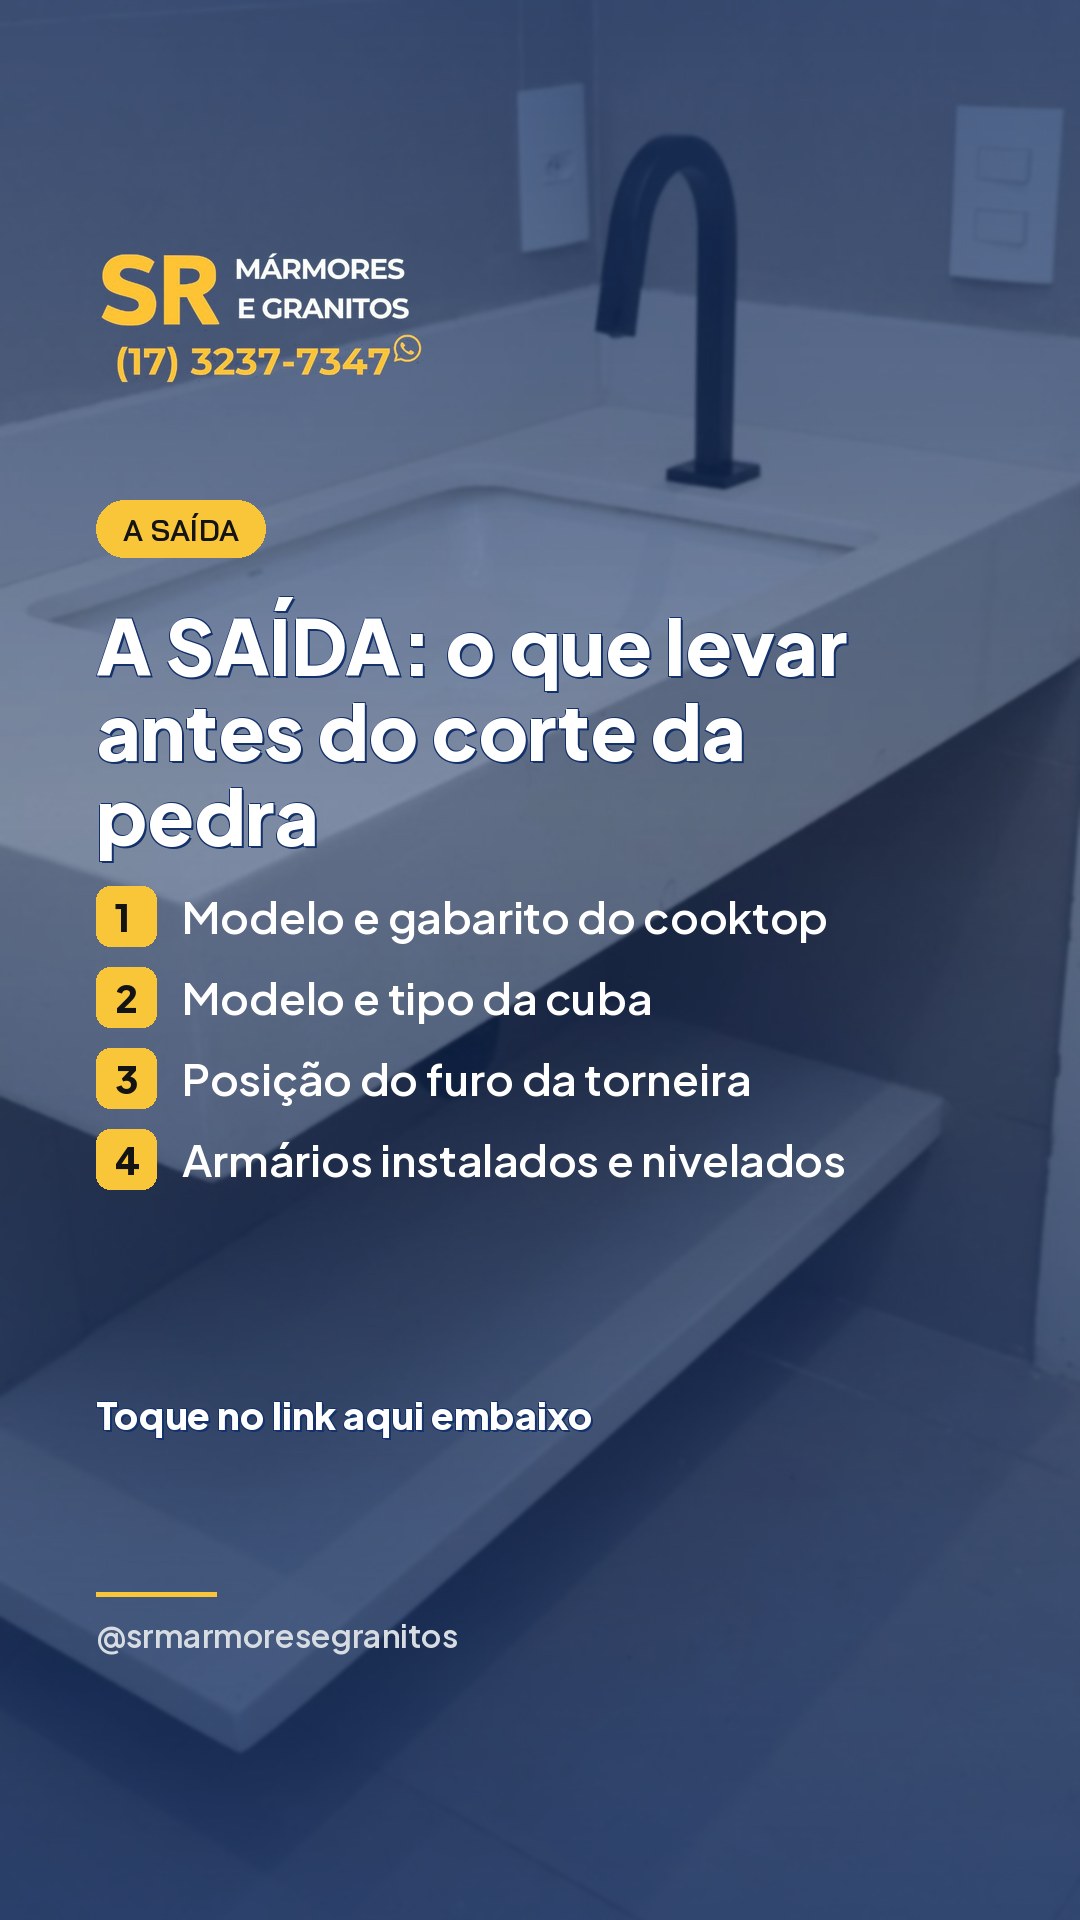 SR MÁRMORES
E GRANITOS
(17) 3237-7347
A SAÍDA
A SAÍDA: o que levar
antes do corte da
pedra
1 Modelo e gabarito do cooktop
2 Modelo e tipo da cuba
3 Posição do furo da torneira
4 Armários instalados e nivelados
Toque no link aqui embaixo
@srmarmoresegranitos